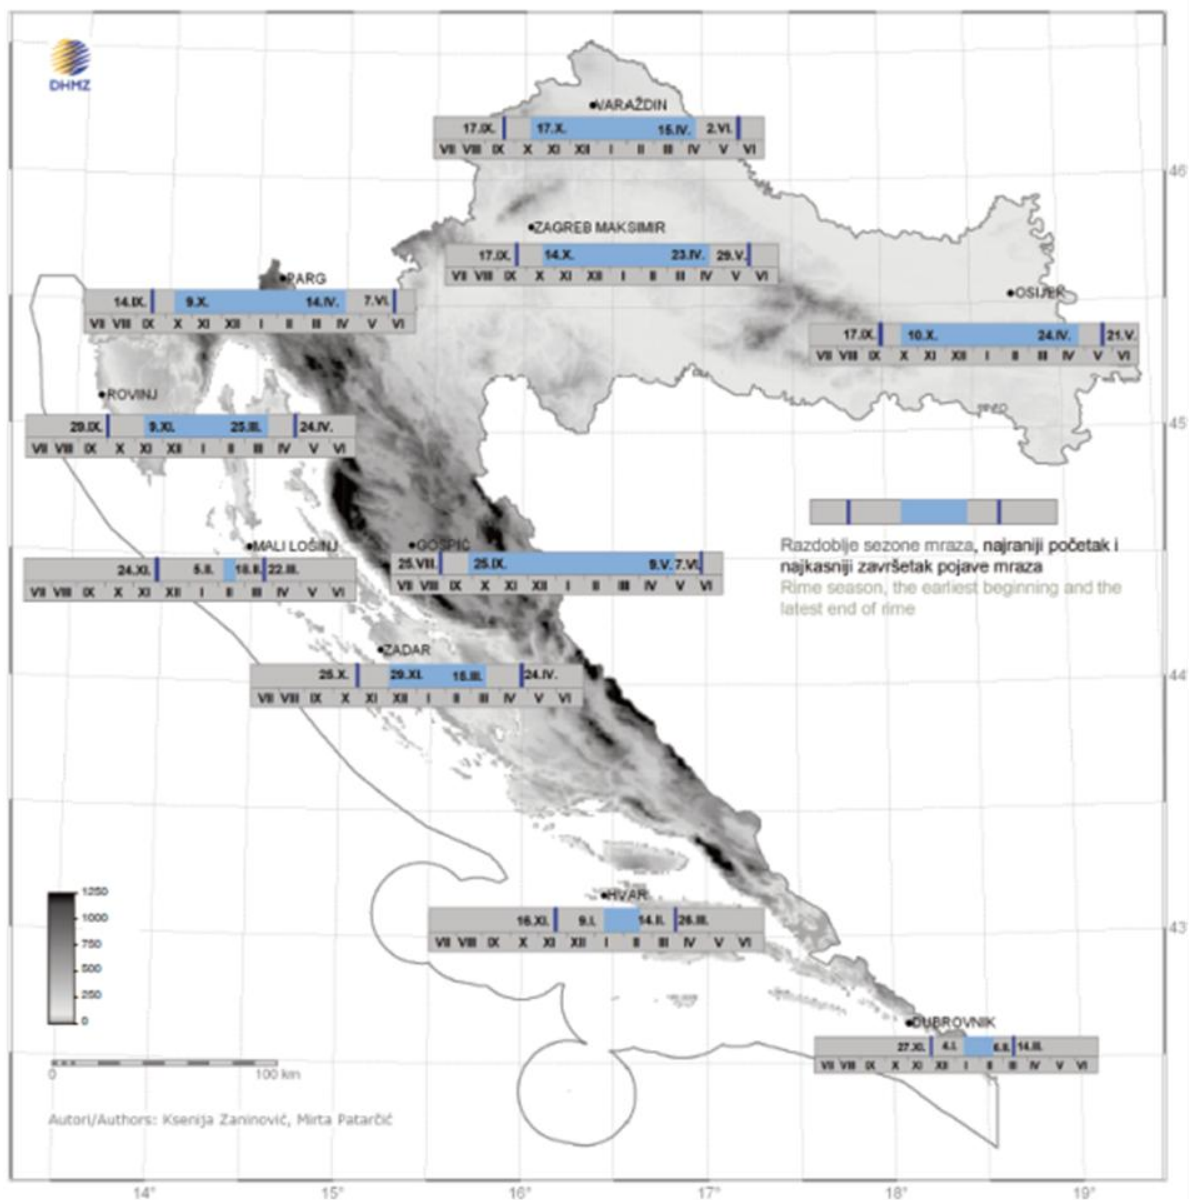 DHMZ
VARAŽDIN
17.IX. 17.X. 15.IV. 2.VI.
VII VIII IX X XI XII I II III IV V VI
46
ZAGREB MAKSIMIR
17.IX. 14.X. 23.IV. 29.V.
VII VIII IX X XI XII I II III IV V VI
PARG
14.IX. 9.X. 14.IV. 7.VI.
VII VIII IX X XI XII I II III IV V VI
OSIJEK
17.IX. 10.X. 24.IV. 21.V.
VII VIII IX X XI XII I II III IV V VI
ROVINJ
29.IX. 9.XI. 25.III. 24.IV.
VII VIII IX X XI XII I II III IV V VI
45
Razdoblje sezone mraza, najraniji početak i
najkasniji završetak pojave mraza
Rime season, the earliest beginning and the
latest end of rime
MALI LOŠINJ
24.XI. 5.II. 18.II. 22.III.
VII VIII IX X XI XII I II III IV V VI
GOSPIĆ
25.VIII. 25.IX. 9.V. 7.VI.
VII VIII IX X XI XII I II III IV V VI
ZADAR
25.X. 29.XI. 15.III. 24.IV.
VII VIII IX X XI XII I II III IV V VI
44
1250
1000
750
500
250
0
HVAR
16.XI. 9.I. 14.II. 26.III.
VII VIII IX X XI XII I II III IV V VI
43
DUBROVNIK
27.XI. 4.I. 6.II. 14.III.
VII VIII IX X XI XII I II III IV V VI
0 100 km
Autori/Authors: Ksenija Zaninović, Mirta Patarčić
14° 15° 16° 17° 18° 19°